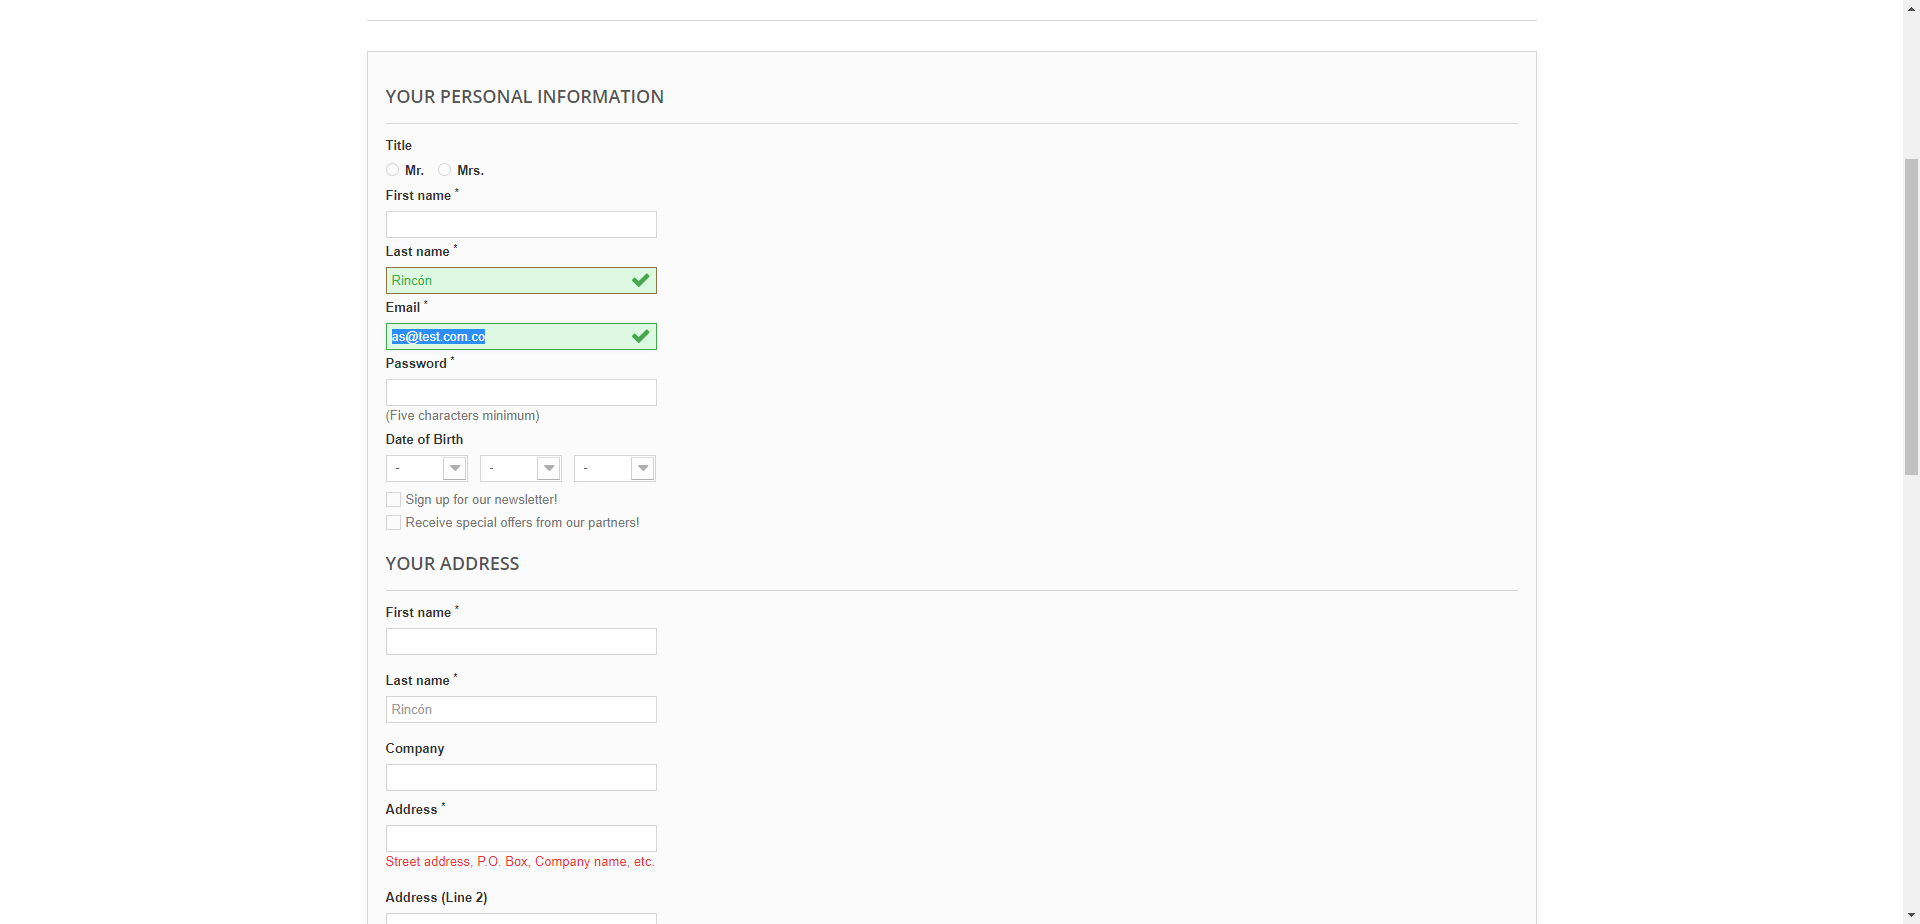 YOUR PERSONAL INFORMATION
Title
Mr. Mrs.
First name *
Last name *
Rincón
Email *
as@test.com.co
Password *
(Five characters minimum)
Date of Birth
- - -
Sign up for our newsletter!
Receive special offers from our partners!
YOUR ADDRESS
First name *
Last name *
Rincón
Company
Address *
Street address, P.O. Box, Company name, etc.
Address (Line 2)